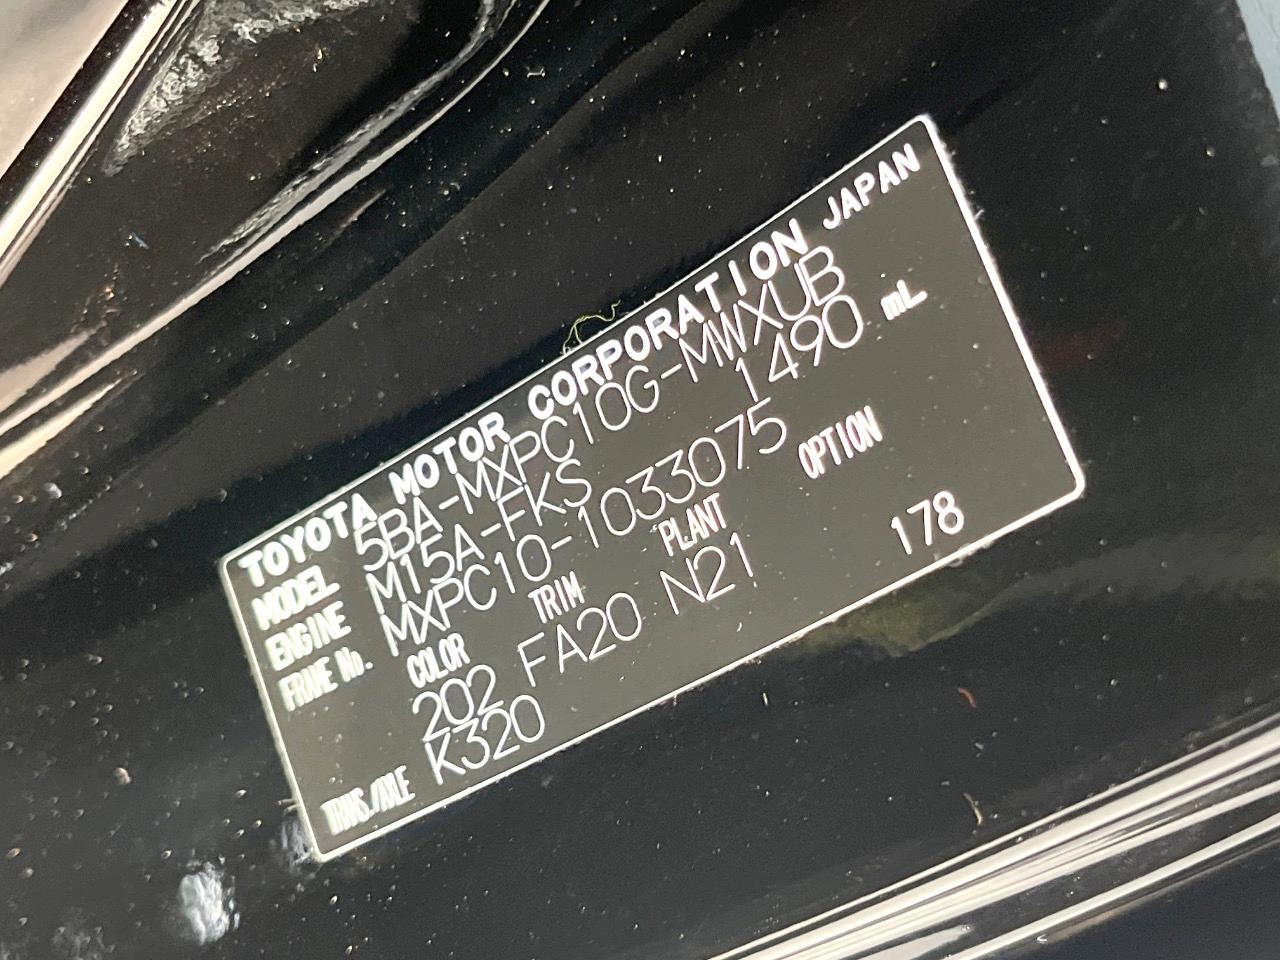 TOYOTA MOTOR CORPORATION JAPAN
MODEL 5BA-MXPC10G-MWXUB
ENGINE M15A-FKS 1490 mL
FRAME No. MXPC10-1033075
COLOR TRIM PLANT OPTION
202 FA20 N21 178
TRANS./AXLE K320